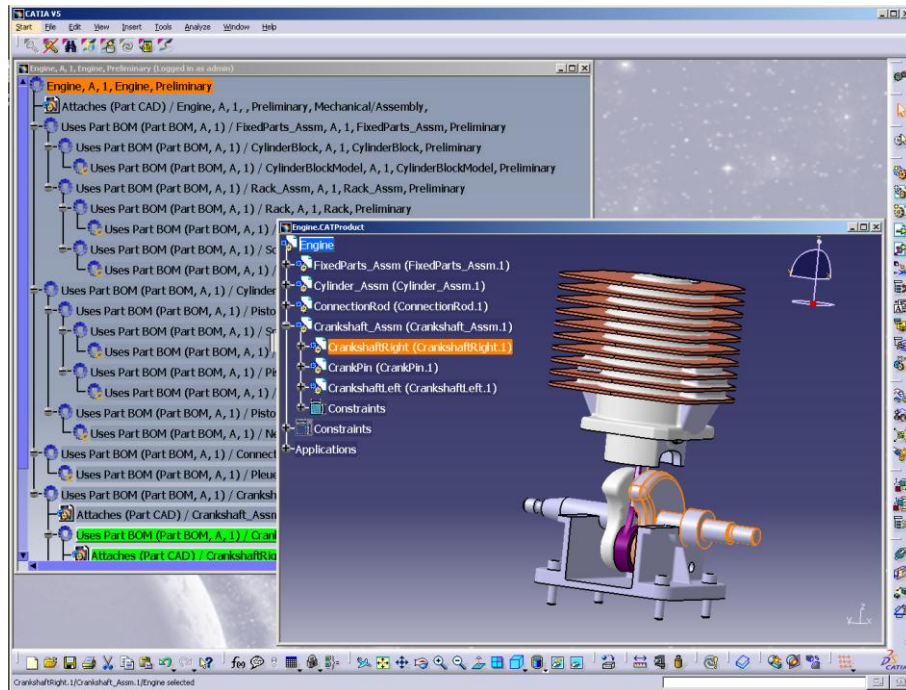 CATIA V5
Start File Edit View Insert Tools Analyze Window Help
Engine, A, 1, Engine, Preliminary (Logged in as admin)
Engine, A, 1, Engine, Preliminary
Attaches (Part CAD) / Engine, A, 1, , Preliminary, Mechanical/Assembly,
Uses Part BOM (Part BOM, A, 1) / FixedParts_Assm, A, 1, FixedParts_Assm, Preliminary
Uses Part BOM (Part BOM, A, 1) / CylinderBlock, A, 1, CylinderBlock, Preliminary
Uses Part BOM (Part BOM, A, 1) / CylinderBlockModel, A, 1, CylinderBlockModel, Preliminary
Uses Part BOM (Part BOM, A, 1) / Rack_Assm, A, 1, Rack_Assm, Preliminary
Uses Part BOM (Part BOM, A, 1) / Rack, A, 1, Rack, Preliminary
Uses Part BOM (Part BOM, A, 1) /
Uses Part BOM (Part BOM, A, 1) / Sc
Uses Part BOM (Part BOM, A, 1) /
Uses Part BOM (Part BOM, A, 1) / Cylinder
Uses Part BOM (Part BOM, A, 1) / Pisto
Uses Part BOM (Part BOM, A, 1) /
Uses Part BOM (Part BOM, A, 1) /
Uses Part BOM (Part BOM, A, 1) / Pi
Uses Part BOM (Part BOM, A, 1) /
Uses Part BOM (Part BOM, A, 1) / Pisto
Uses Part BOM (Part BOM, A, 1) / Ne
Uses Part BOM (Part BOM, A, 1) / Connect
Uses Part BOM (Part BOM, A, 1) / Pleue
Uses Part BOM (Part BOM, A, 1) / Cranksh
Attaches (Part CAD) / Crankshaft_Assm
Uses Part BOM (Part BOM, A, 1) / Cran
Attaches (Part CAD) / CrankshaftRig
Engine.CATProduct
Engine
FixedParts_Assm (FixedParts_Assm.1)
Cylinder_Assm (Cylinder_Assm.1)
ConnectionRod (ConnectionRod.1)
Crankshaft_Assm (Crankshaft_Assm.1)
CrankshaftRight (CrankshaftRight.1)
CrankPin (CrankPin.1)
CrankshaftLeft (CrankshaftLeft.1)
Constraints
Constraints
Applications
z
y x
f(x)
CATIA
CrankshaftRight.1/Crankshaft_Assm.1/Engine selected